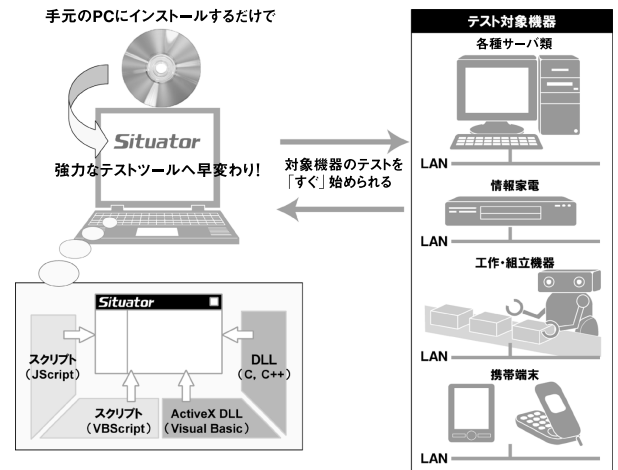 手元のPCにインストールするだけで
Situator
強力なテストツールへ早変わり!
対象機器のテストを
「すぐ」始められる
Situator
スクリプト
(JScript)
スクリプト
(VBScript)
ActiveX DLL
(Visual Basic)
DLL
(C, C++)
テスト対象機器
各種サーバ類
LAN
情報家電
LAN
工作・組立機器
LAN
携帯端末
LAN